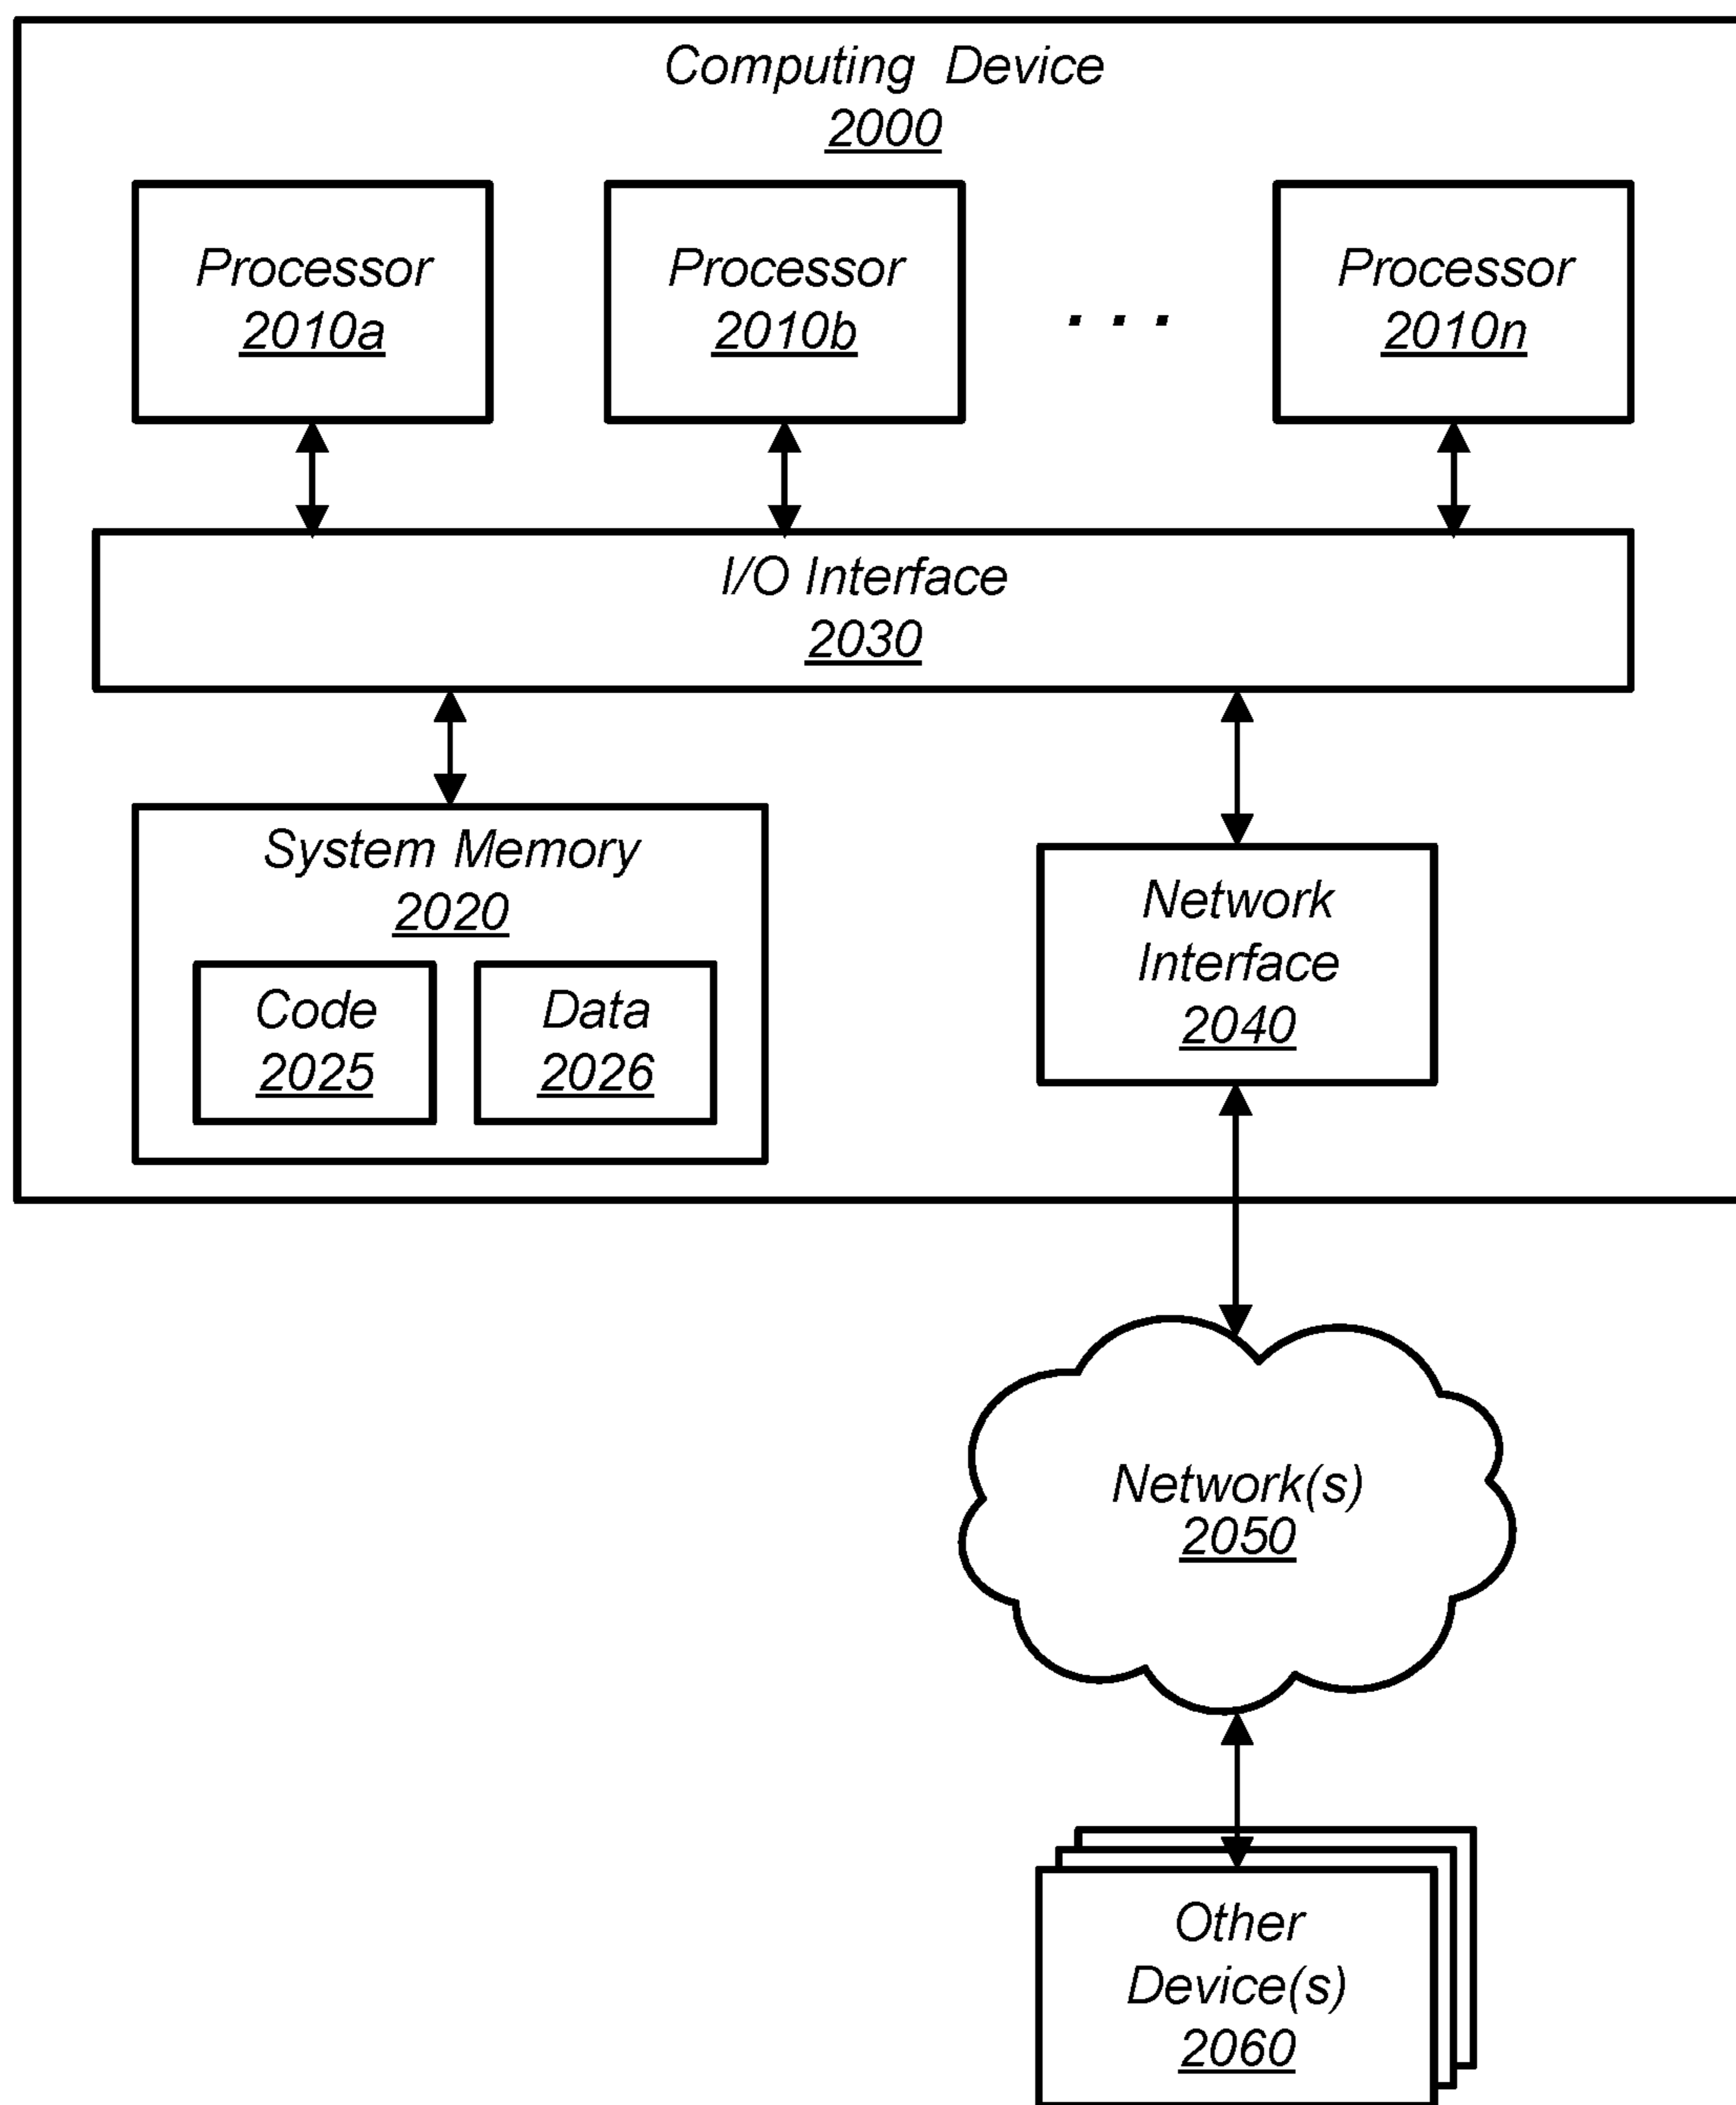 Computing Device
2000
Processor
2010a
Processor
2010b
. . .
Processor
2010n
I/O Interface
2030
System Memory
2020
Code
2025
Data
2026
Network
Interface
2040
Network(s)
2050
Other
Device(s)
2060